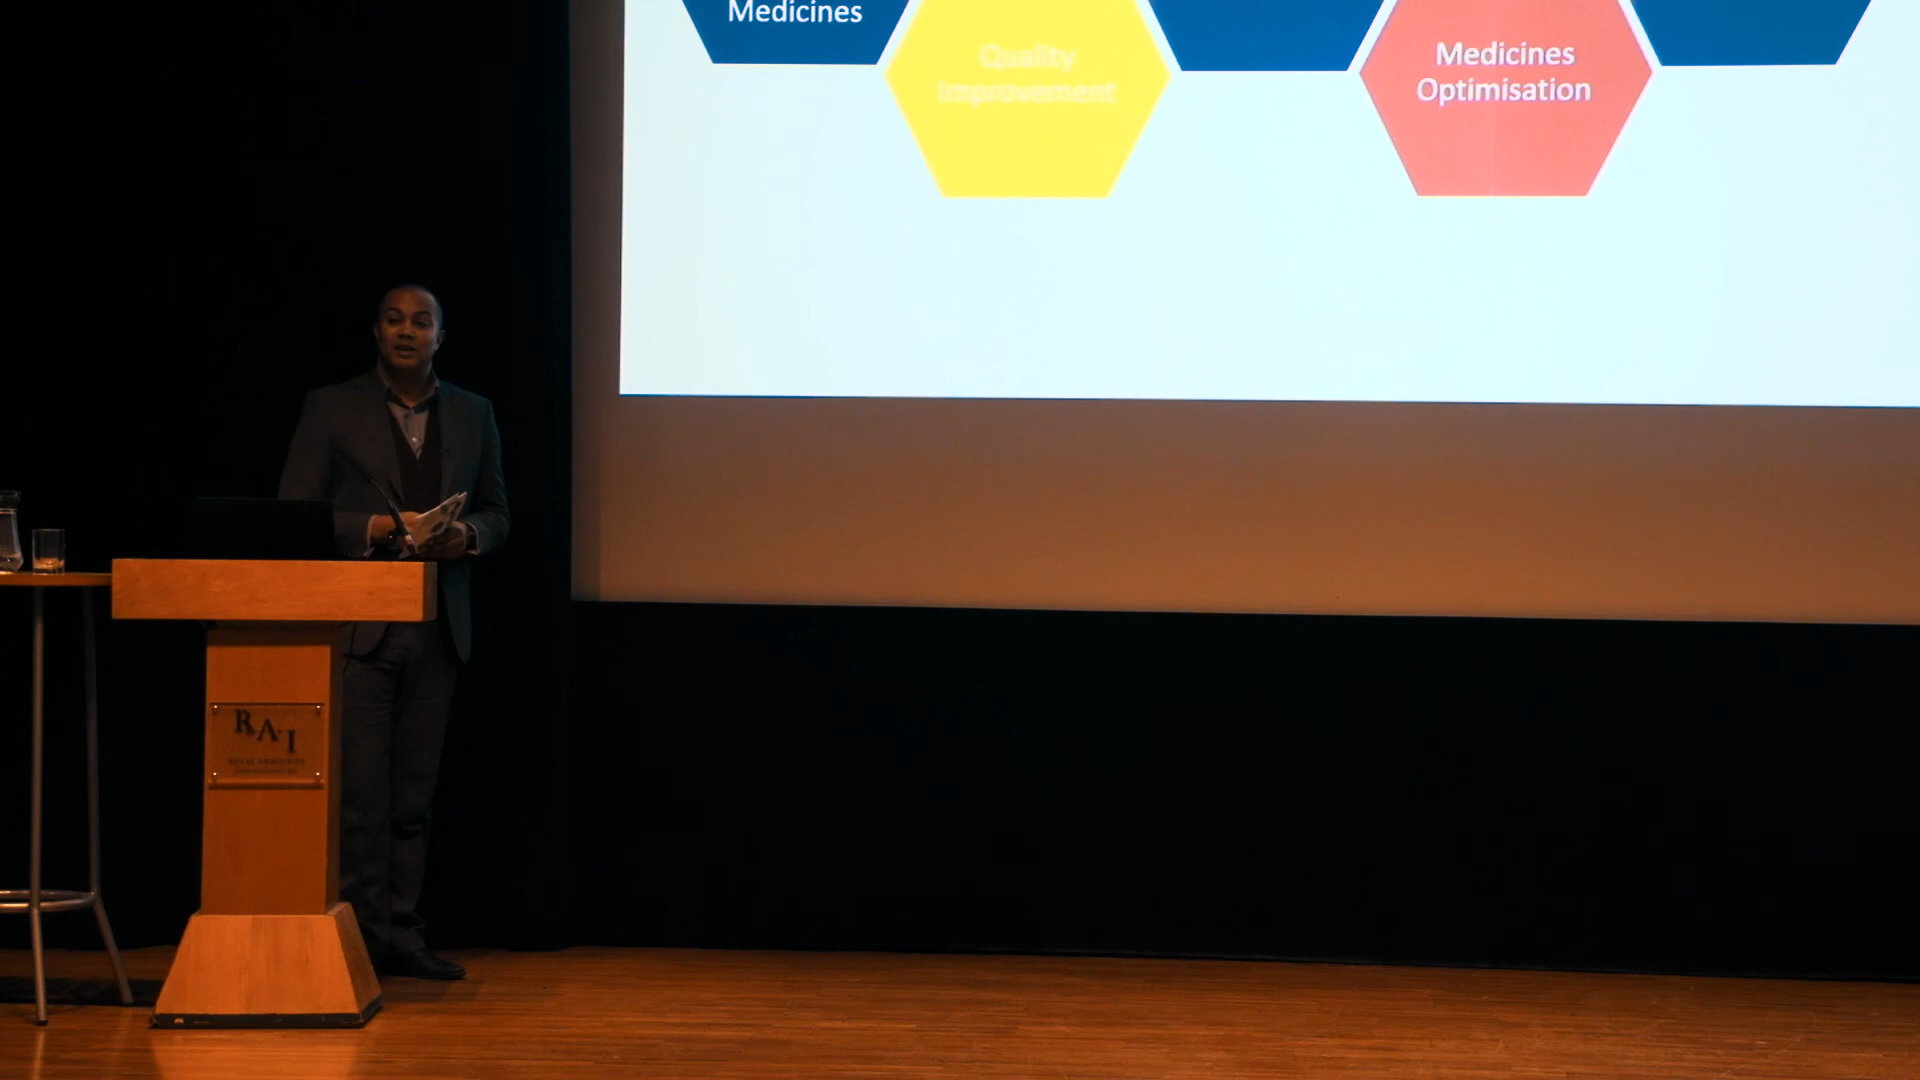 Medicines
Quality
Improvement
Medicines
Optimisation
RAI